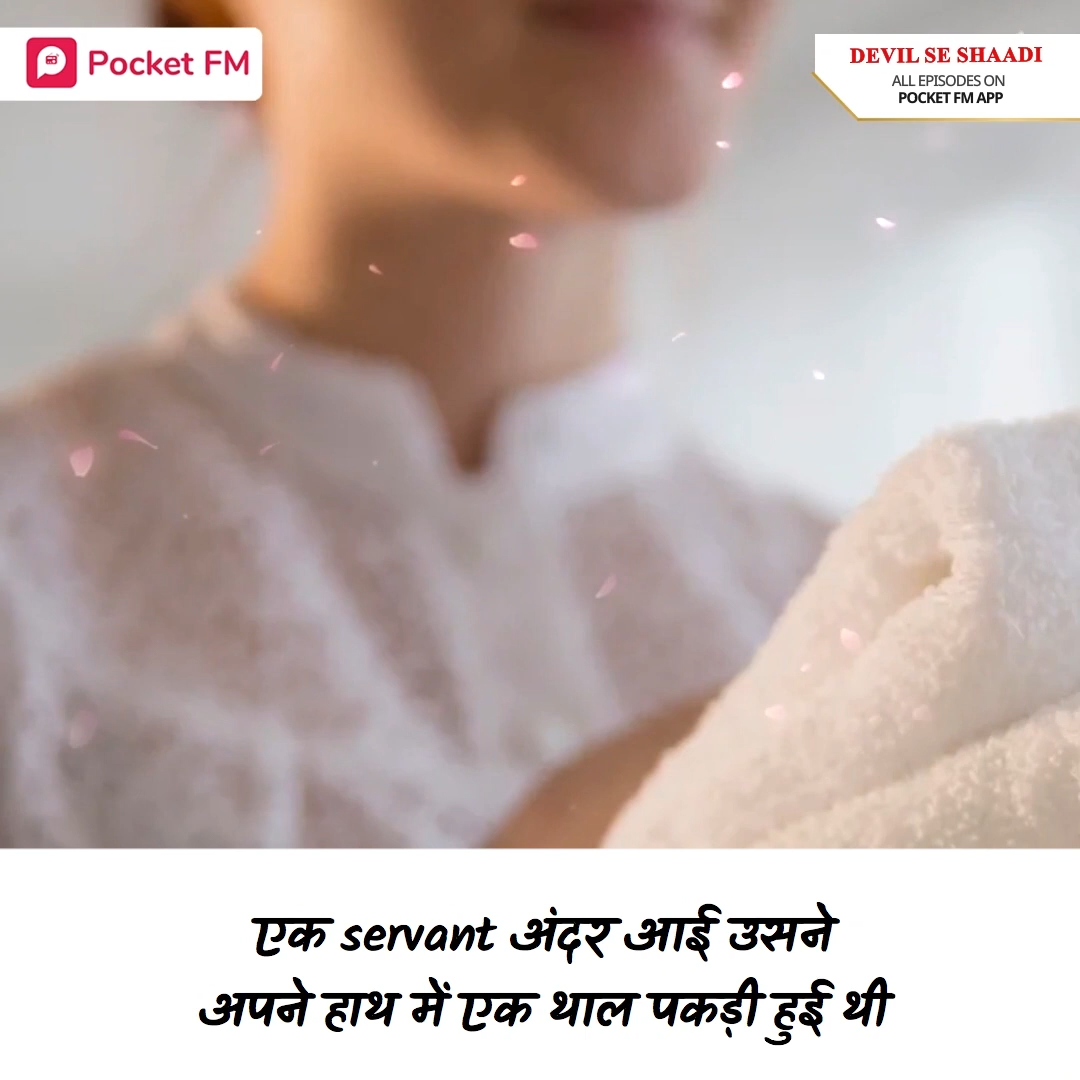 Pocket FM
DEVIL SE SHAADI
ALL EPISODES ON
POCKET FM APP
एक servant अंदर आई उसने
अपने हाथ में एक थाल पकड़ी हुई थी